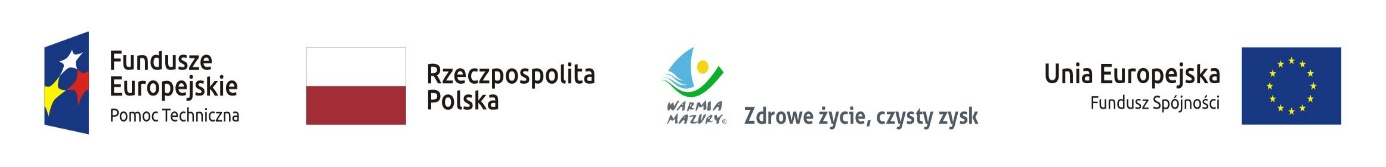 Fundusze
Europejskie
Pomoc Techniczna
Rzeczpospolita
Polska
WARMIA
MAZURY©
Zdrowe życie, czysty zysk
Unia Europejska
Fundusz Spójności